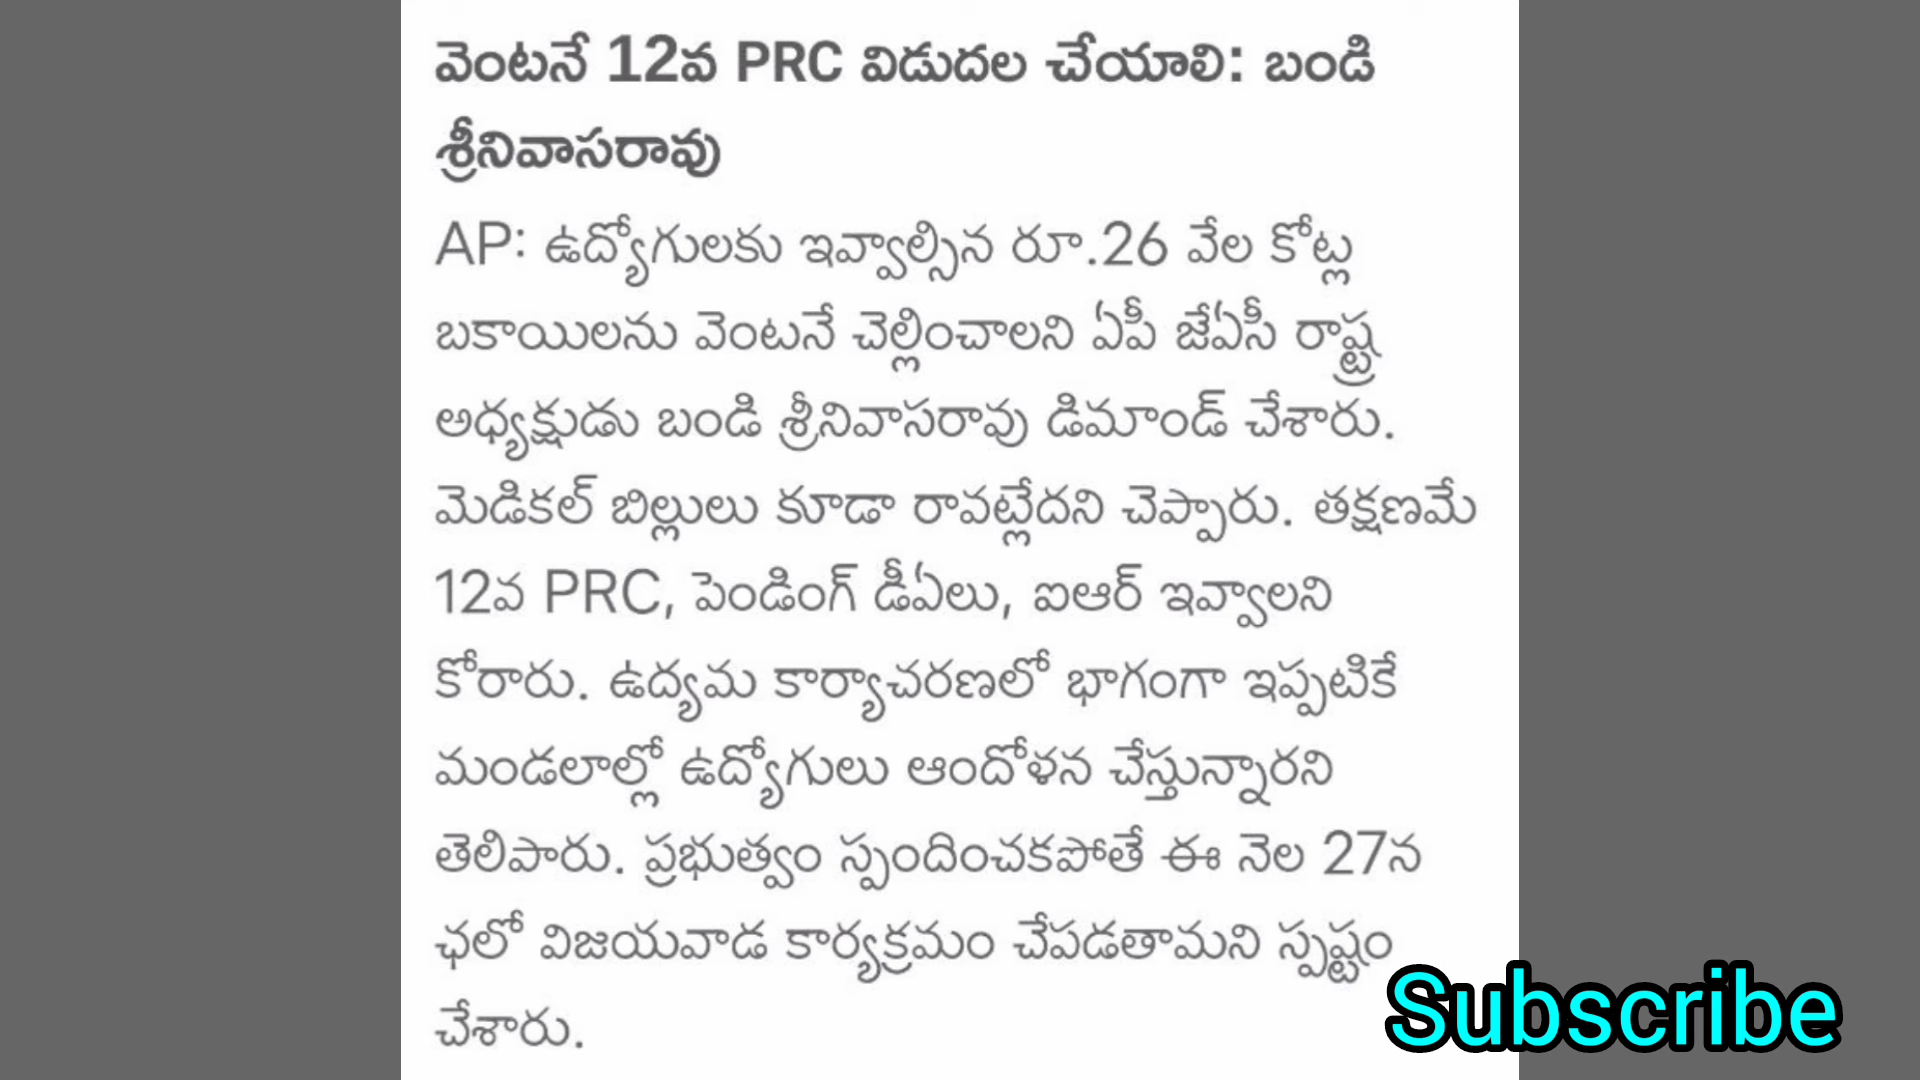 వెంటనే 12వ PRC విడుదల చేయాలి: బండి
శ్రీనివాసరావు
AP: ఉద్యోగులకు ఇవ్వాల్సిన రూ.26 వేల కోట్ల
బకాయిలను వెంటనే చెల్లించాలని ఏపీ జేఏసీ రాష్ట్ర
అధ్యక్షుడు బండి శ్రీనివాసరావు డిమాండ్ చేశారు.
మెడికల్ బిల్లులు కూడా రావట్లేదని చెప్పారు. తక్షణమే
12వ PRC, పెండింగ్ డీఏలు, ఐఆర్ ఇవ్వాలని
కోరారు. ఉద్యమ కార్యాచరణలో భాగంగా ఇప్పటికే
మండలాల్లో ఉద్యోగులు ఆందోళన చేస్తున్నారని
తెలిపారు. ప్రభుత్వం స్పందించకపోతే ఈ నెల 27న
ఛలో విజయవాడ కార్యక్రమం చేపడతామని స్పష్టం
చేశారు.
Subscribe